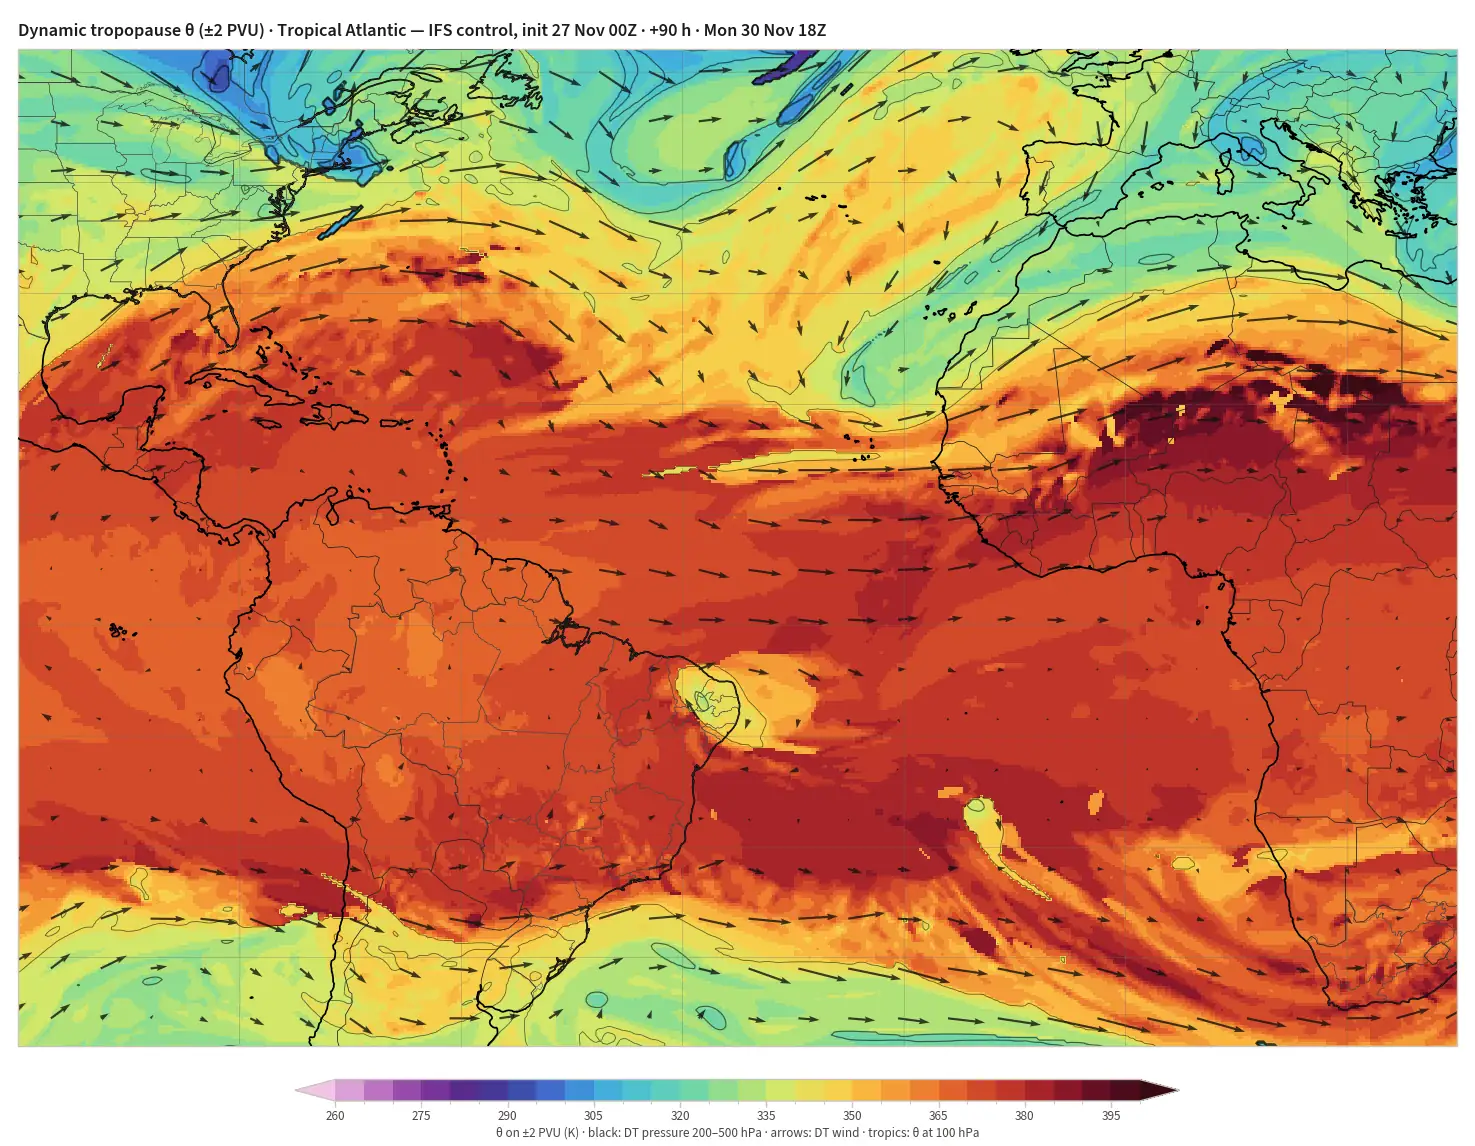 Dynamic tropopause θ (±2 PVU) · Tropical Atlantic — IFS control, init 27 Nov 00Z · +90 h · Mon 30 Nov 18Z
260 275 290 305 320 335 350 365 380 395
θ on ±2 PVU (K) · black: DT pressure 200–500 hPa · arrows: DT wind · tropics: θ at 100 hPa